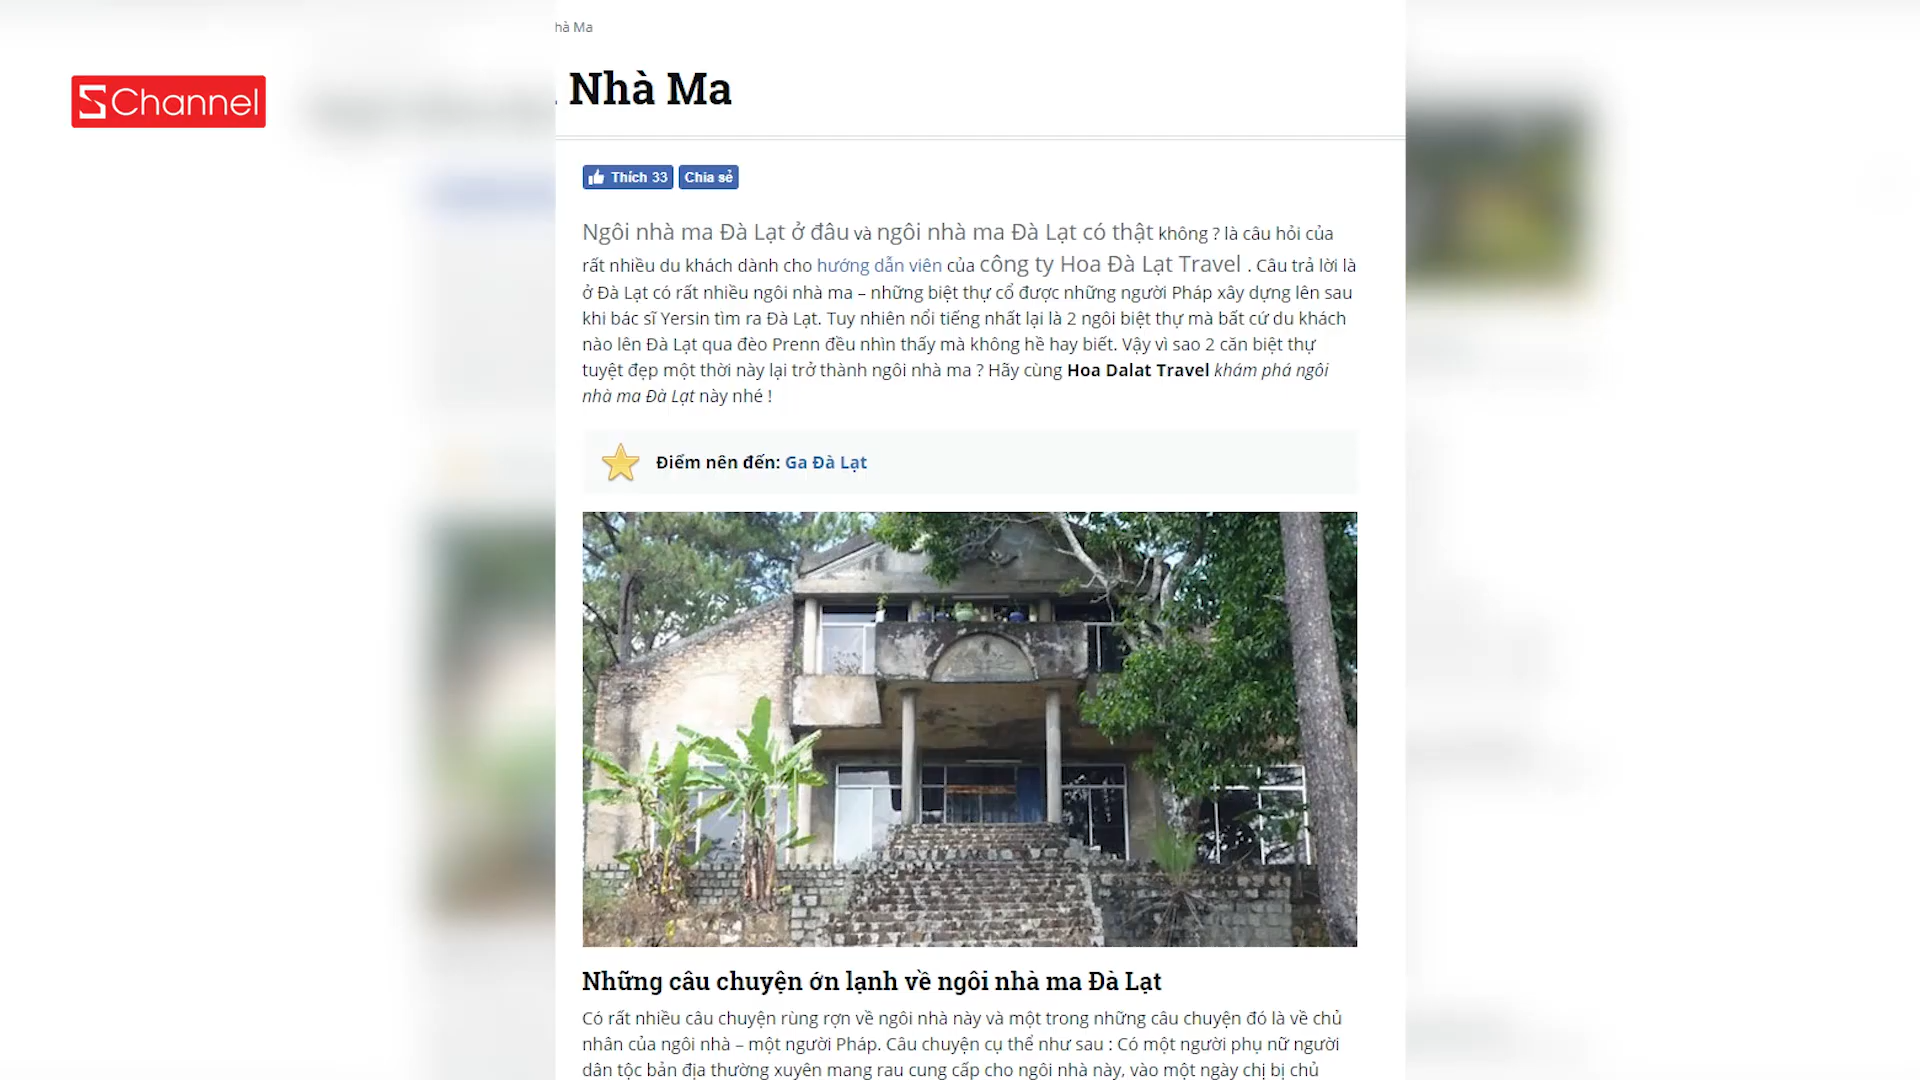 hà Ma
Nhà Ma
SChannel
Thích 33 Chia sẻ
Ngôi nhà ma Đà Lạt ở đâu và ngôi nhà ma Đà Lạt có thật không ? là câu hỏi của
rất nhiều du khách dành cho hướng dẫn viên của công ty Hoa Đà Lạt Travel . Câu trả lời là
ở Đà Lạt có rất nhiều ngôi nhà ma – những biệt thự cổ được những người Pháp xây dựng lên sau
khi bác sĩ Yersin tìm ra Đà Lạt. Tuy nhiên nổi tiếng nhất lại là 2 ngôi biệt thự mà bất cứ du khách
nào lên Đà Lạt qua đèo Prenn đều nhìn thấy mà không hề hay biết. Vậy vì sao 2 căn biệt thự
tuyệt đẹp một thời này lại trở thành ngôi nhà ma ? Hãy cùng Hoa Dalat Travel khám phá ngôi
nhà ma Đà Lạt này nhé !
Điểm nên đến: Ga Đà Lạt
Những câu chuyện ớn lạnh về ngôi nhà ma Đà Lạt
Có rất nhiều câu chuyện rùng rợn về ngôi nhà này và một trong những câu chuyện đó là về chủ
nhân của ngôi nhà – một người Pháp. Câu chuyện cụ thể như sau : Có một người phụ nữ người
dân tộc bản địa thường xuyên mang rau cung cấp cho ngôi nhà này, vào một ngày chị bị chủ